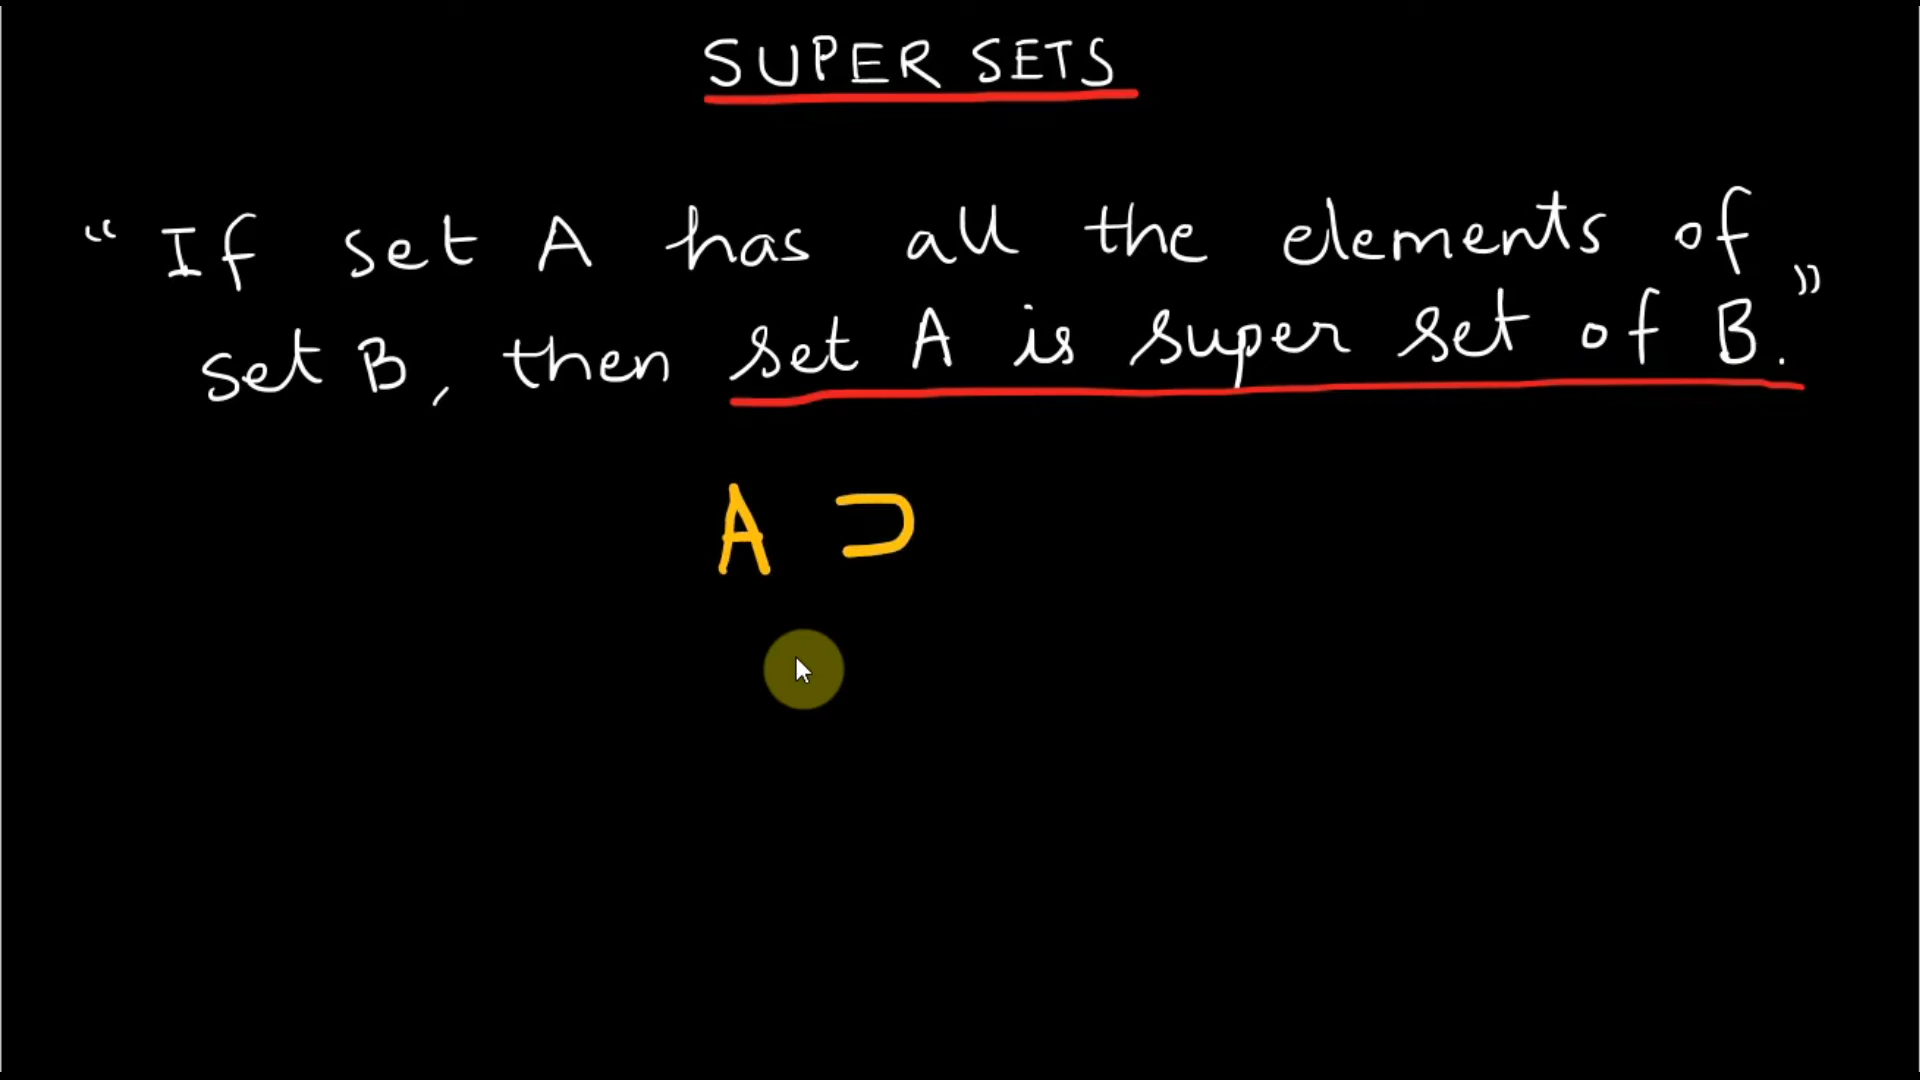 SUPER SETS
“If set A has all the elements of
set B, then set A is super set of B.”
A ⊃